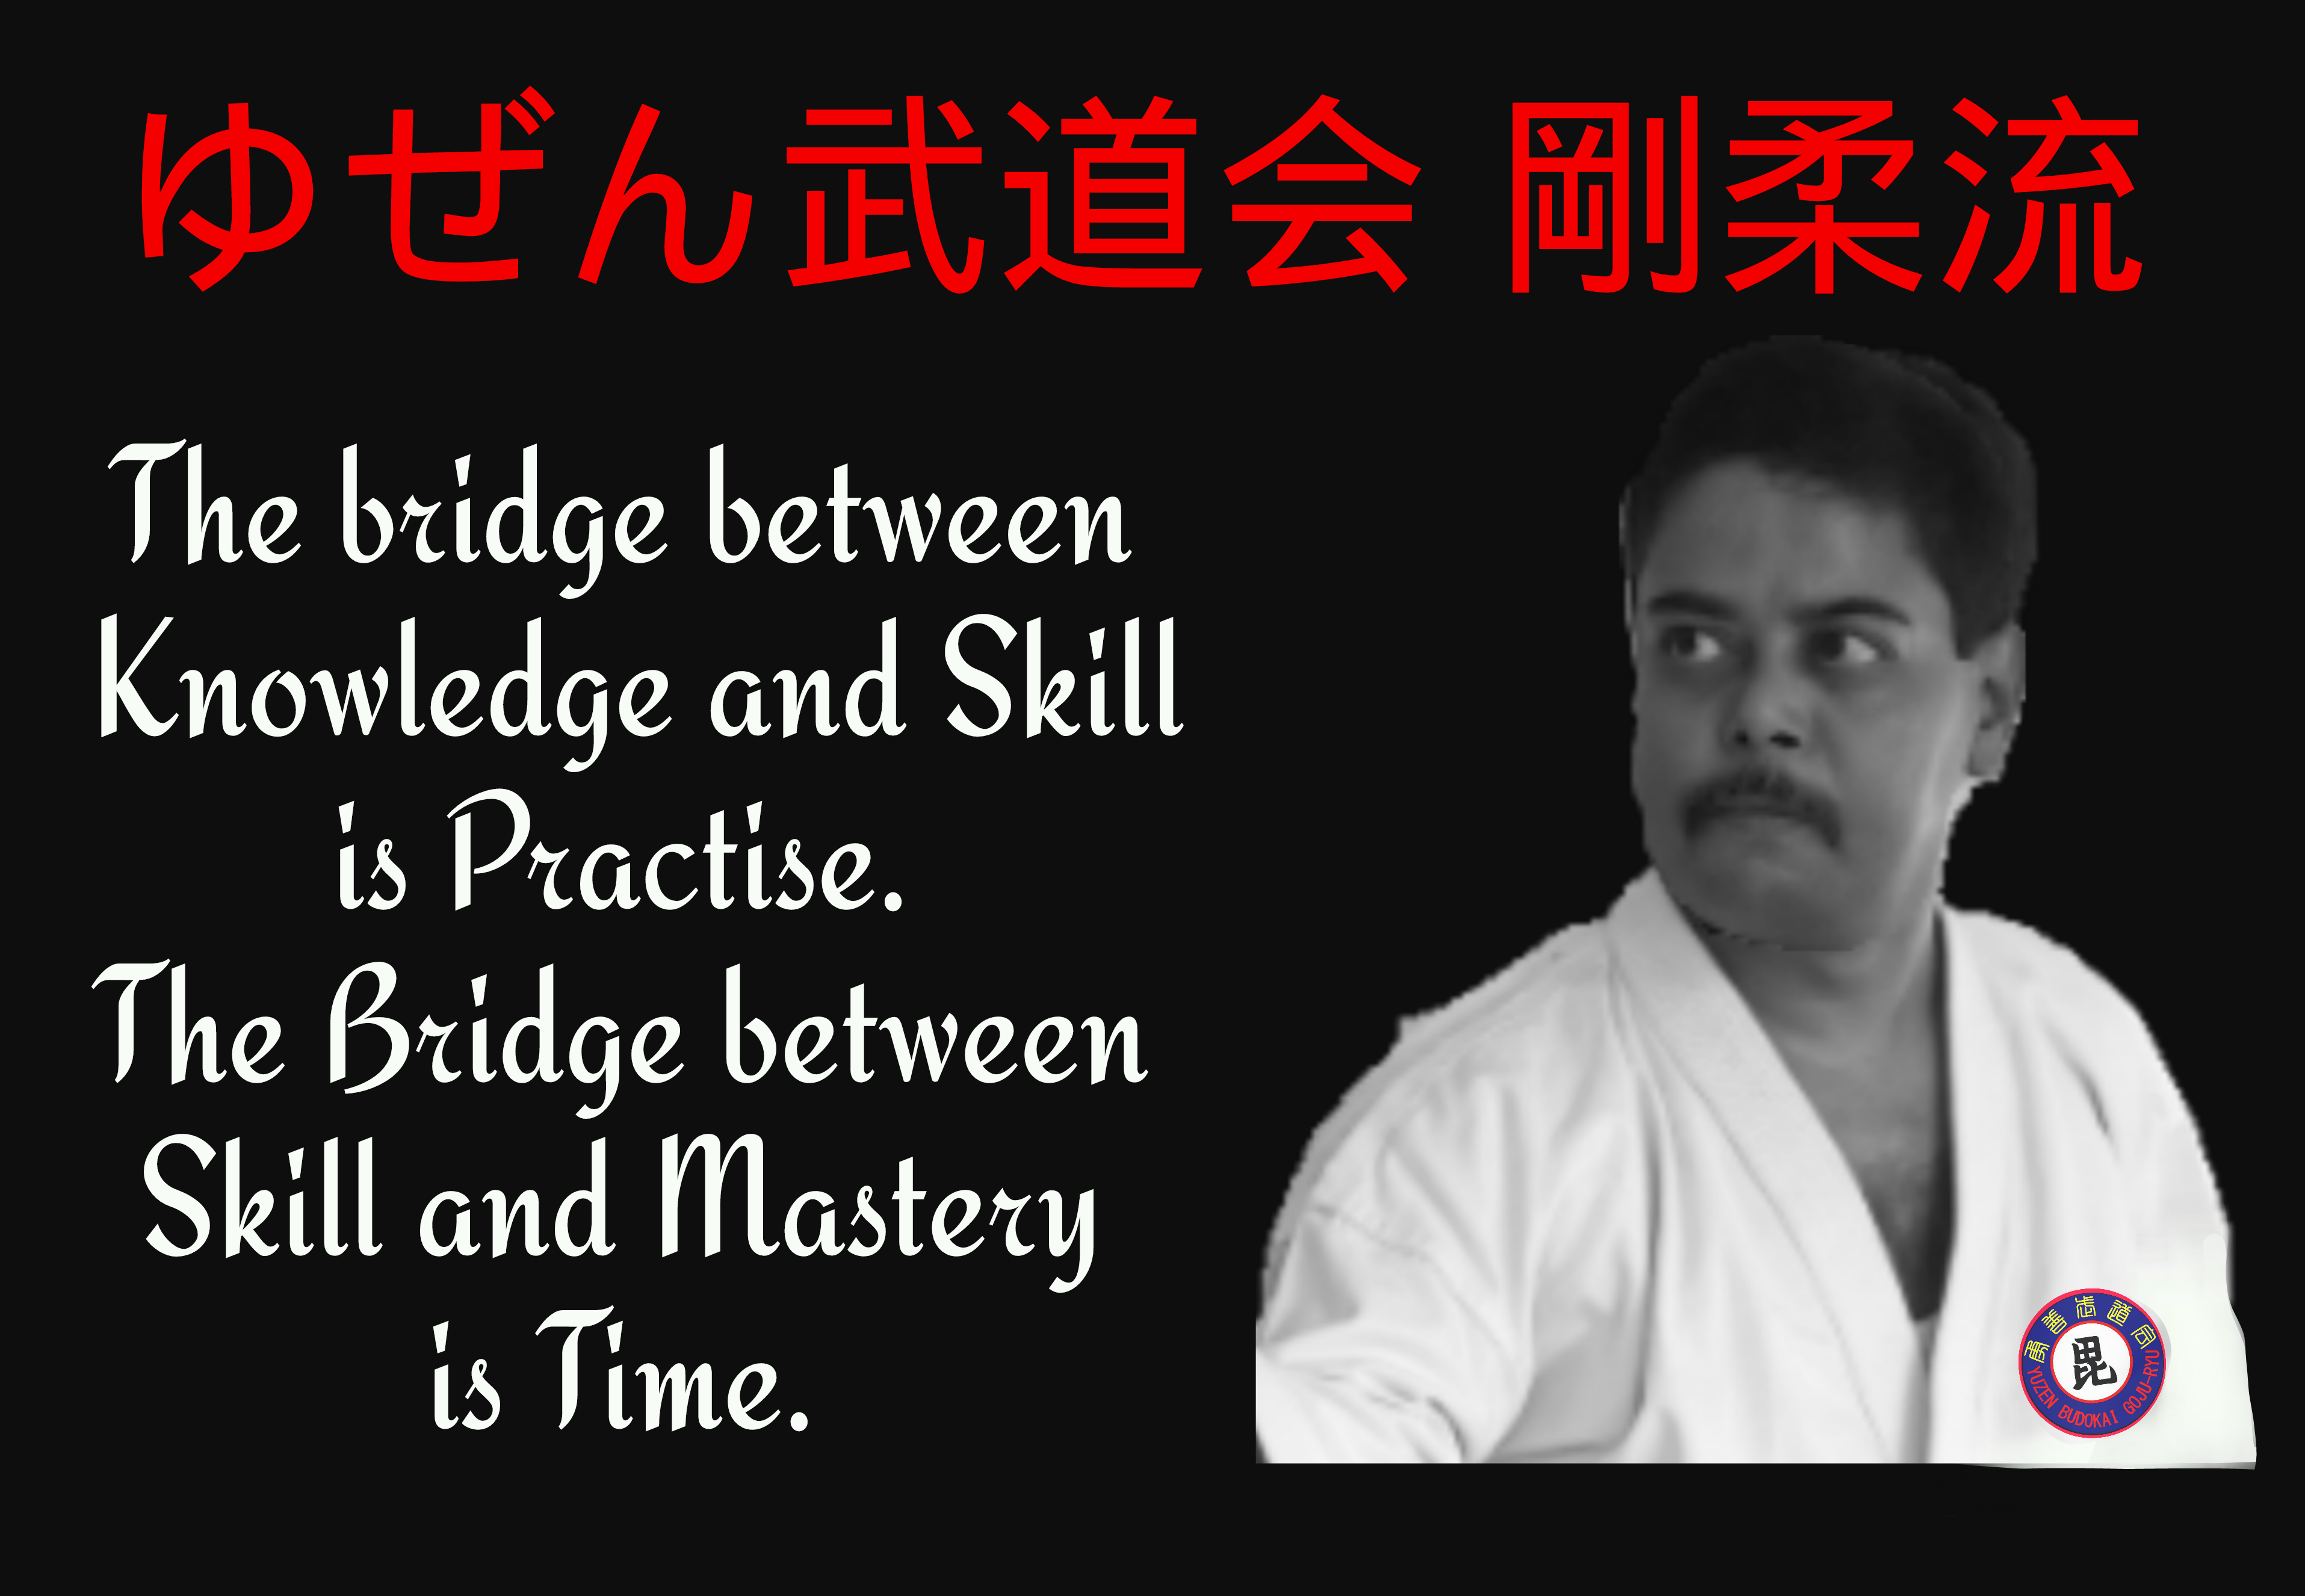 ゆぜん武道会 剛柔流
The bridge between
Knowledge and Skill
is Practise.
The Bridge between
Skill and Mastery
is Time.
毘
YUZEN BUDOKAI GOJU-RYU